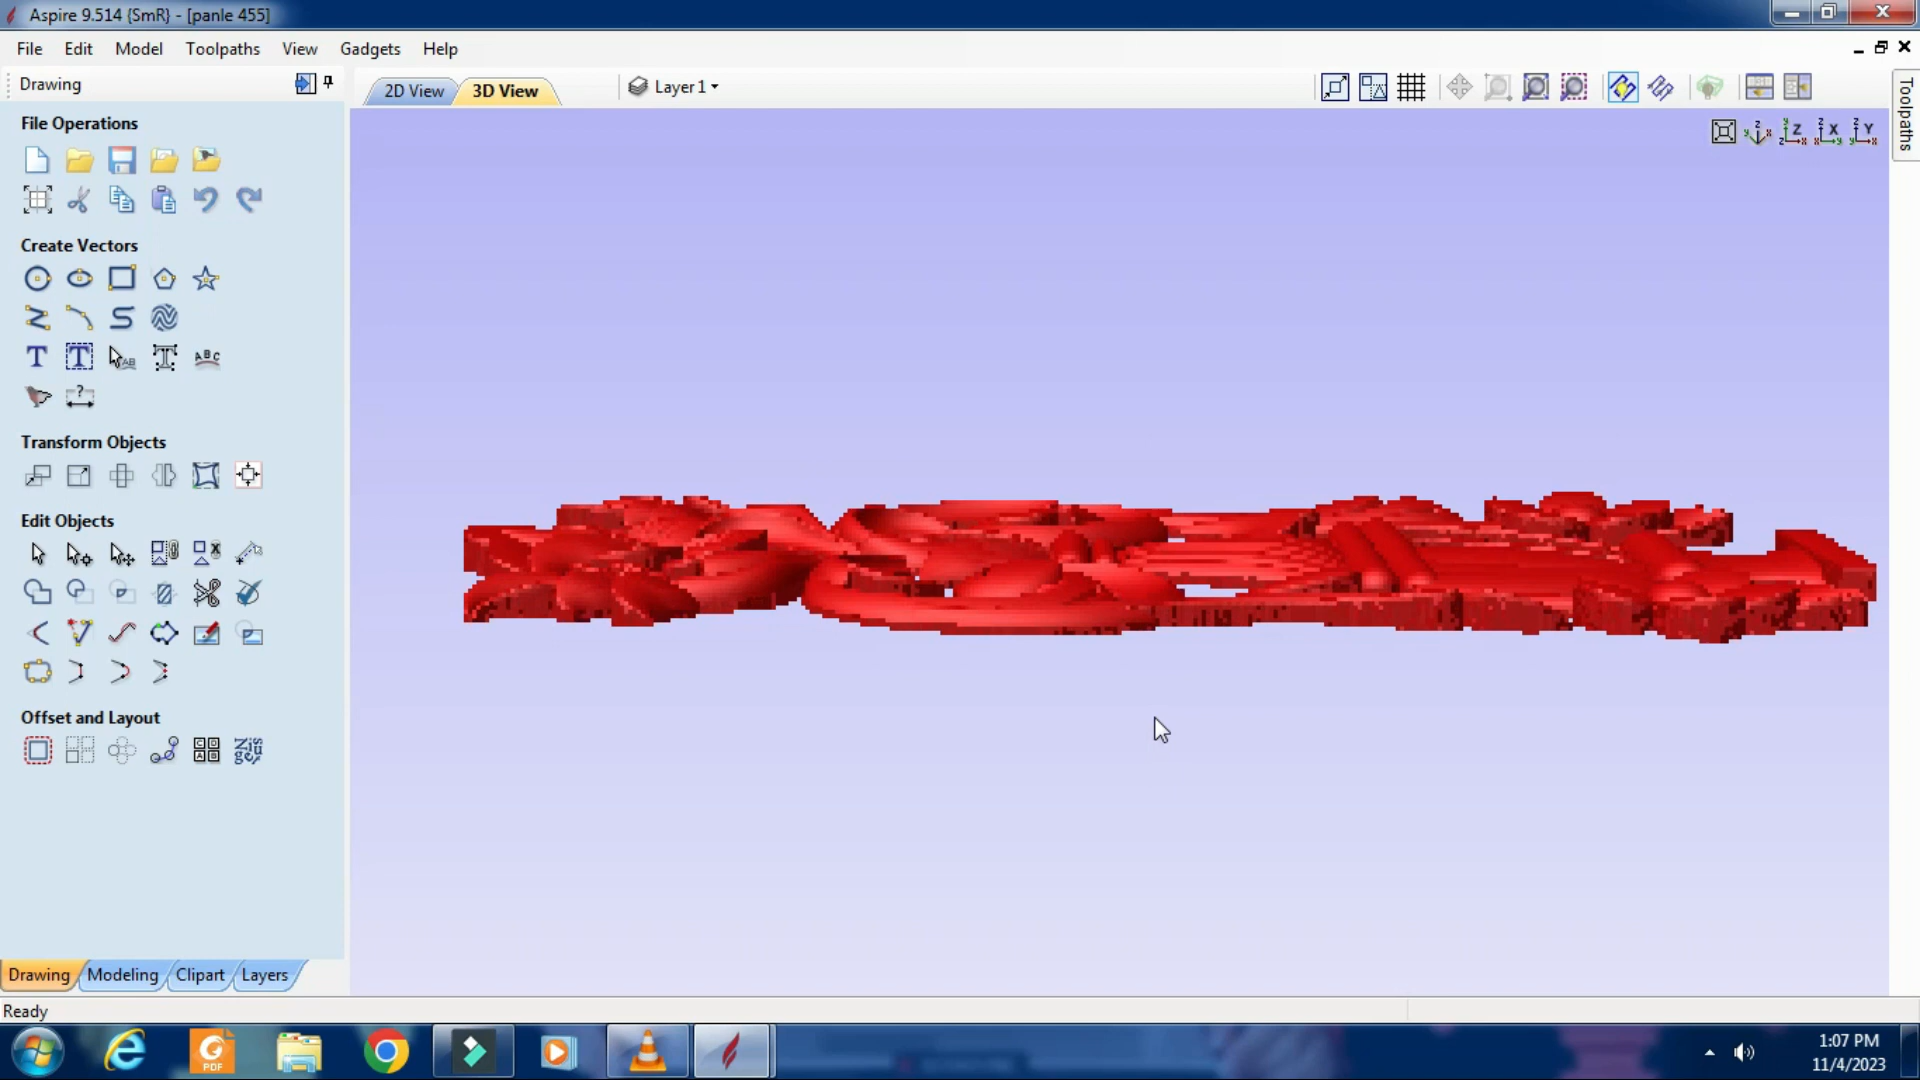 Aspire 9.514 {SmR} - [panle 455]
File Edit Model Toolpaths View Gadgets Help
Drawing
2D View 3D View Layer 1
Toolpaths
File Operations
Create Vectors
Transform Objects
Edit Objects
Offset and Layout
Drawing Modeling Clipart Layers
Ready
PDF
1:07 PM
11/4/2023